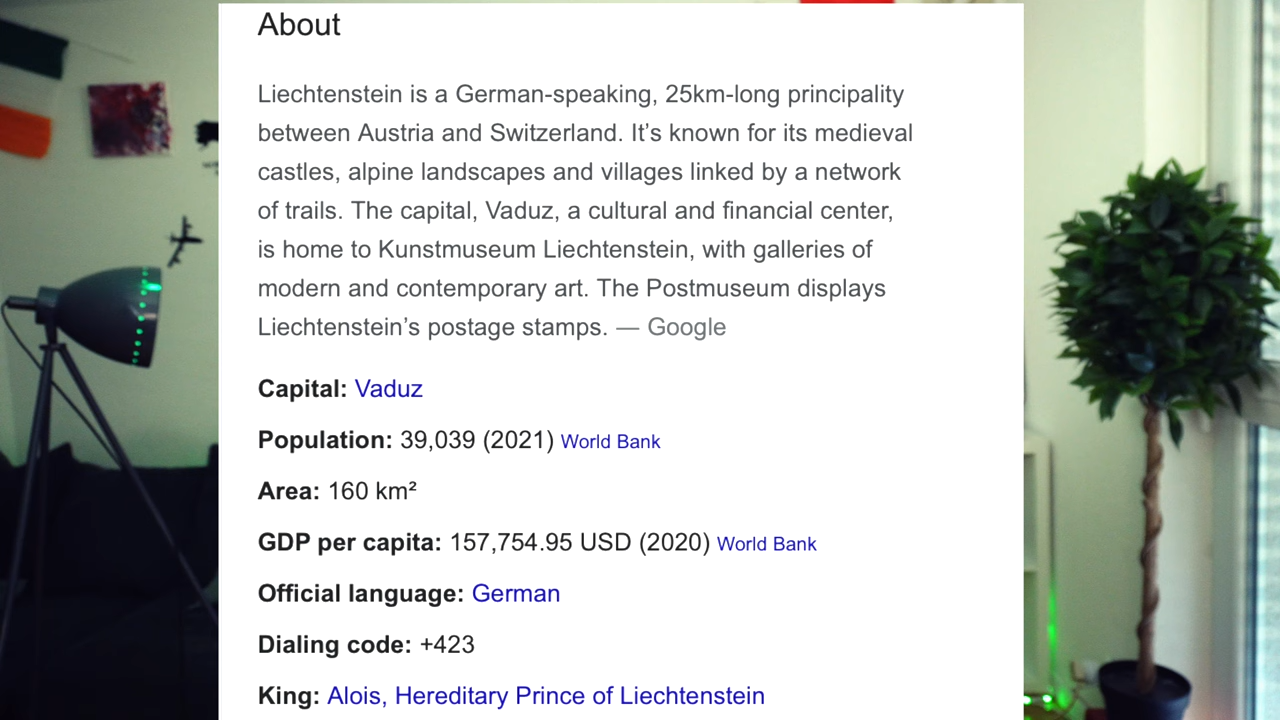 About
Liechtenstein is a German-speaking, 25km-long principality
between Austria and Switzerland. It’s known for its medieval
castles, alpine landscapes and villages linked by a network
of trails. The capital, Vaduz, a cultural and financial center,
is home to Kunstmuseum Liechtenstein, with galleries of
modern and contemporary art. The Postmuseum displays
Liechtenstein’s postage stamps. — Google
Capital: Vaduz
Population: 39,039 (2021) World Bank
Area: 160 km²
GDP per capita: 157,754.95 USD (2020) World Bank
Official language: German
Dialing code: +423
King: Alois, Hereditary Prince of Liechtenstein